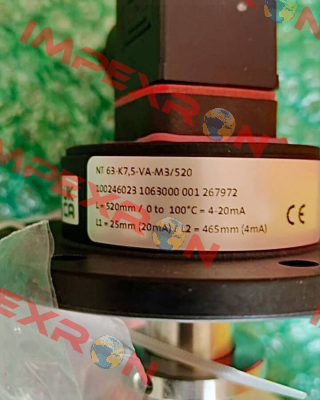 IMPEXRON
NT 63-K7,5-VA-M3/520
100246023 1063000 001 267972
L = 520mm / 0 to 100°C = 4-20mA
L1 = 25mm (20mA) / L2 = 465mm (4mA)
CE
IMPEXRON
IMPEXRON